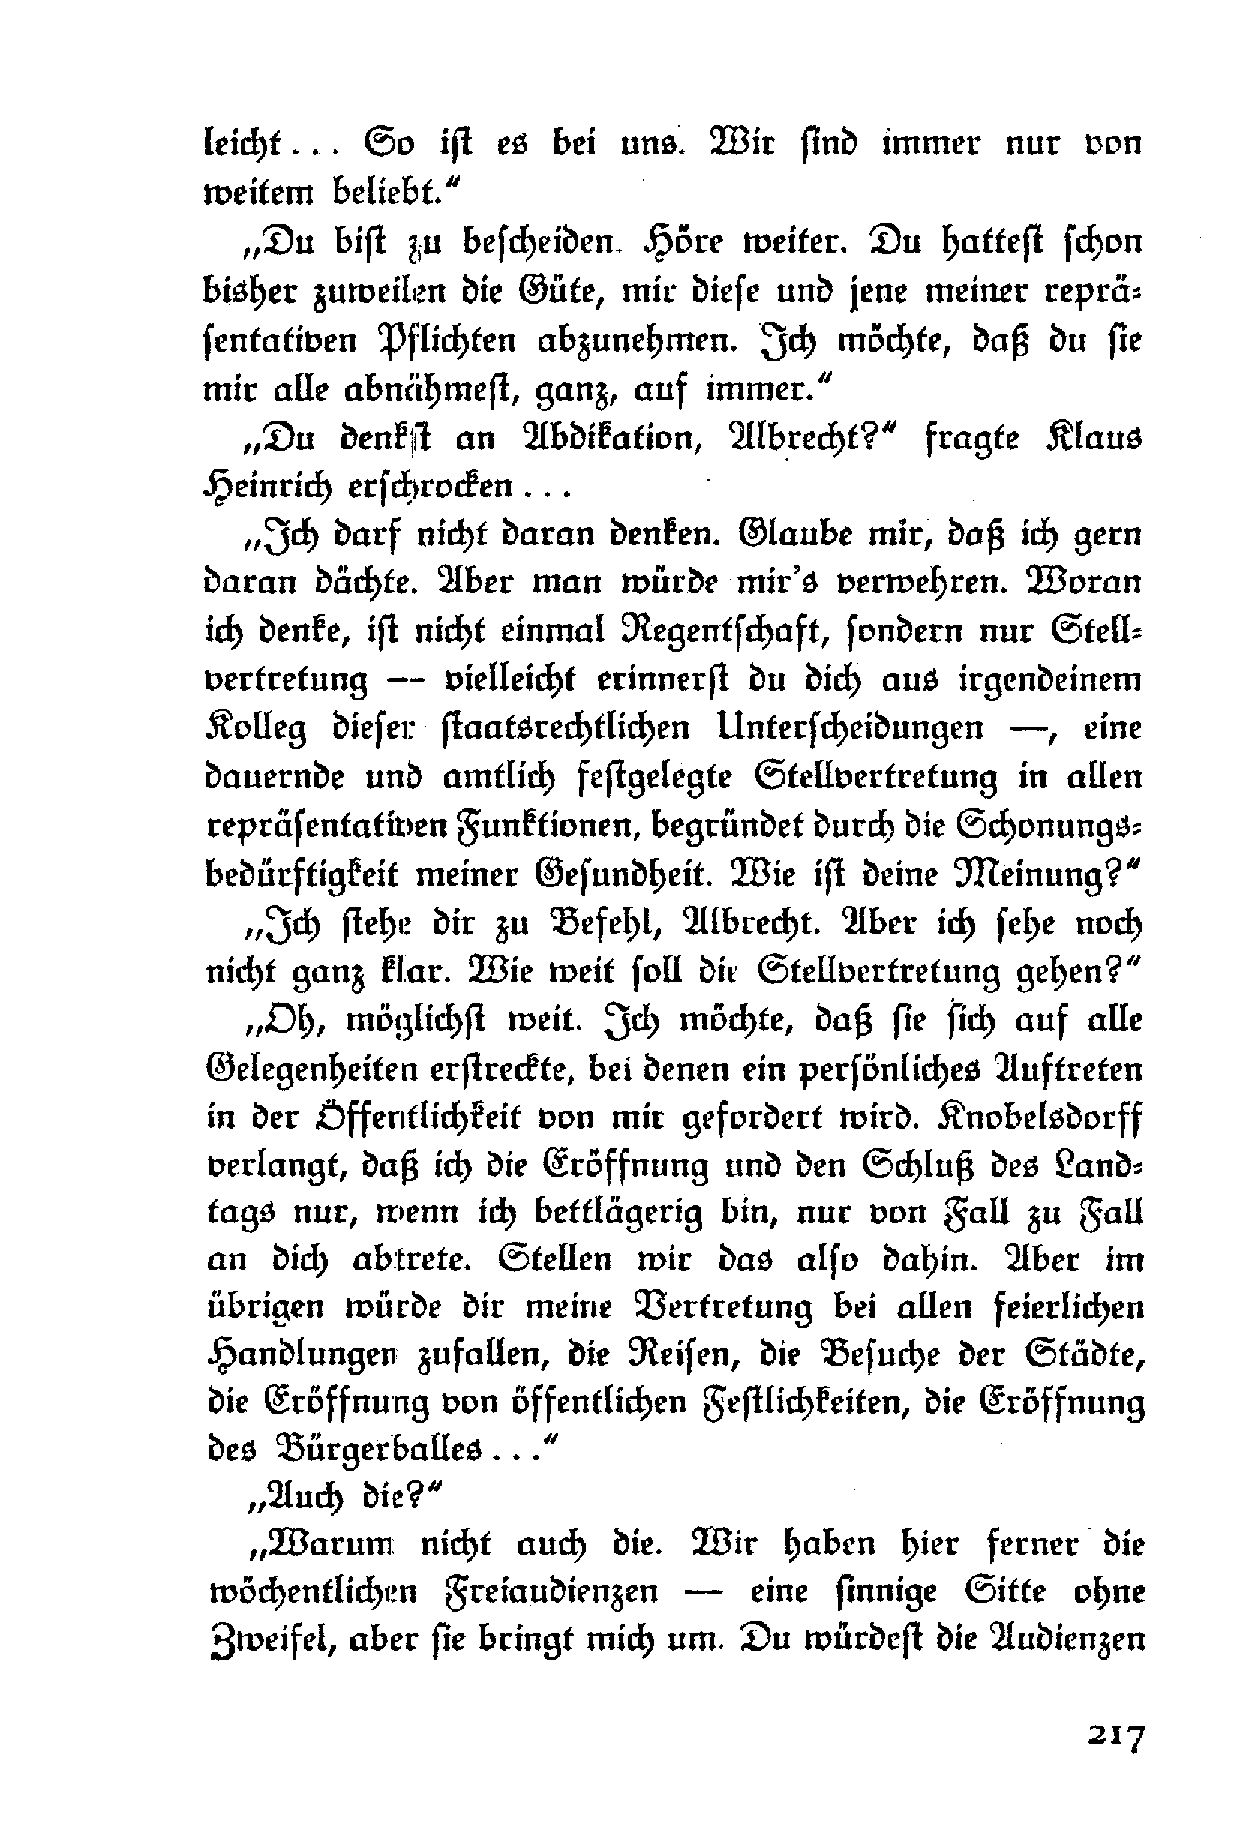 leicht . . . So ist es bei uns. Wir sind immer nur von
weitem beliebt.“
„Du bist zu bescheiden. Höre weiter. Du hattest schon
bisher zuweilen die Güte, mir diese und jene meiner reprä-
sentativen Pflichten abzunehmen. Ich möchte, daß du sie
mir alle abnähmest, ganz, auf immer.“
„Du denkst an Abdikation, Albrecht?“ fragte Klaus
Heinrich erschrocken . . .
„Ich darf nicht daran denken. Glaube mir, daß ich gern
daran dächte. Aber man würde mir's verwehren. Woran
ich denke, ist nicht einmal Regentschaft, sondern nur Stell-
vertretung — vielleicht erinnerst du dich aus irgendeinem
Kolleg dieser staatsrechtlichen Unterscheidungen —, eine
dauernde und amtlich festgelegte Stellvertretung in allen
repräsentativen Funktionen, begründet durch die Schonungs-
bedürftigkeit meiner Gesundheit. Wie ist deine Meinung?“
„Ich stehe dir zu Befehl, Albrecht. Aber ich sehe noch
nicht ganz klar. Wie weit soll die Stellvertretung gehen?“
„Oh, möglichst weit. Ich möchte, daß sie sich auf alle
Gelegenheiten erstreckte, bei denen ein persönliches Auftreten
in der Öffentlichkeit von mir gefordert wird. Knobelsdorff
verlangt, daß ich die Eröffnung und den Schluß des Land-
tags nur, wenn ich bettlägerig bin, nur von Fall zu Fall
an dich abtrete. Stellen wir das also dahin. Aber im
übrigen würde dir meine Vertretung bei allen feierlichen
Handlungen zufallen, die Reisen, die Besuche der Städte,
die Eröffnung von öffentlichen Festlichkeiten, die Eröffnung
des Bürgerballes . . .“
„Auch die?“
„Warum nicht auch die. Wir haben hier ferner die
wöchentlichen Freiaudienzen — eine sinnige Sitte ohne
Zweifel, aber sie bringt mich um. Du würdest die Audienzen
217